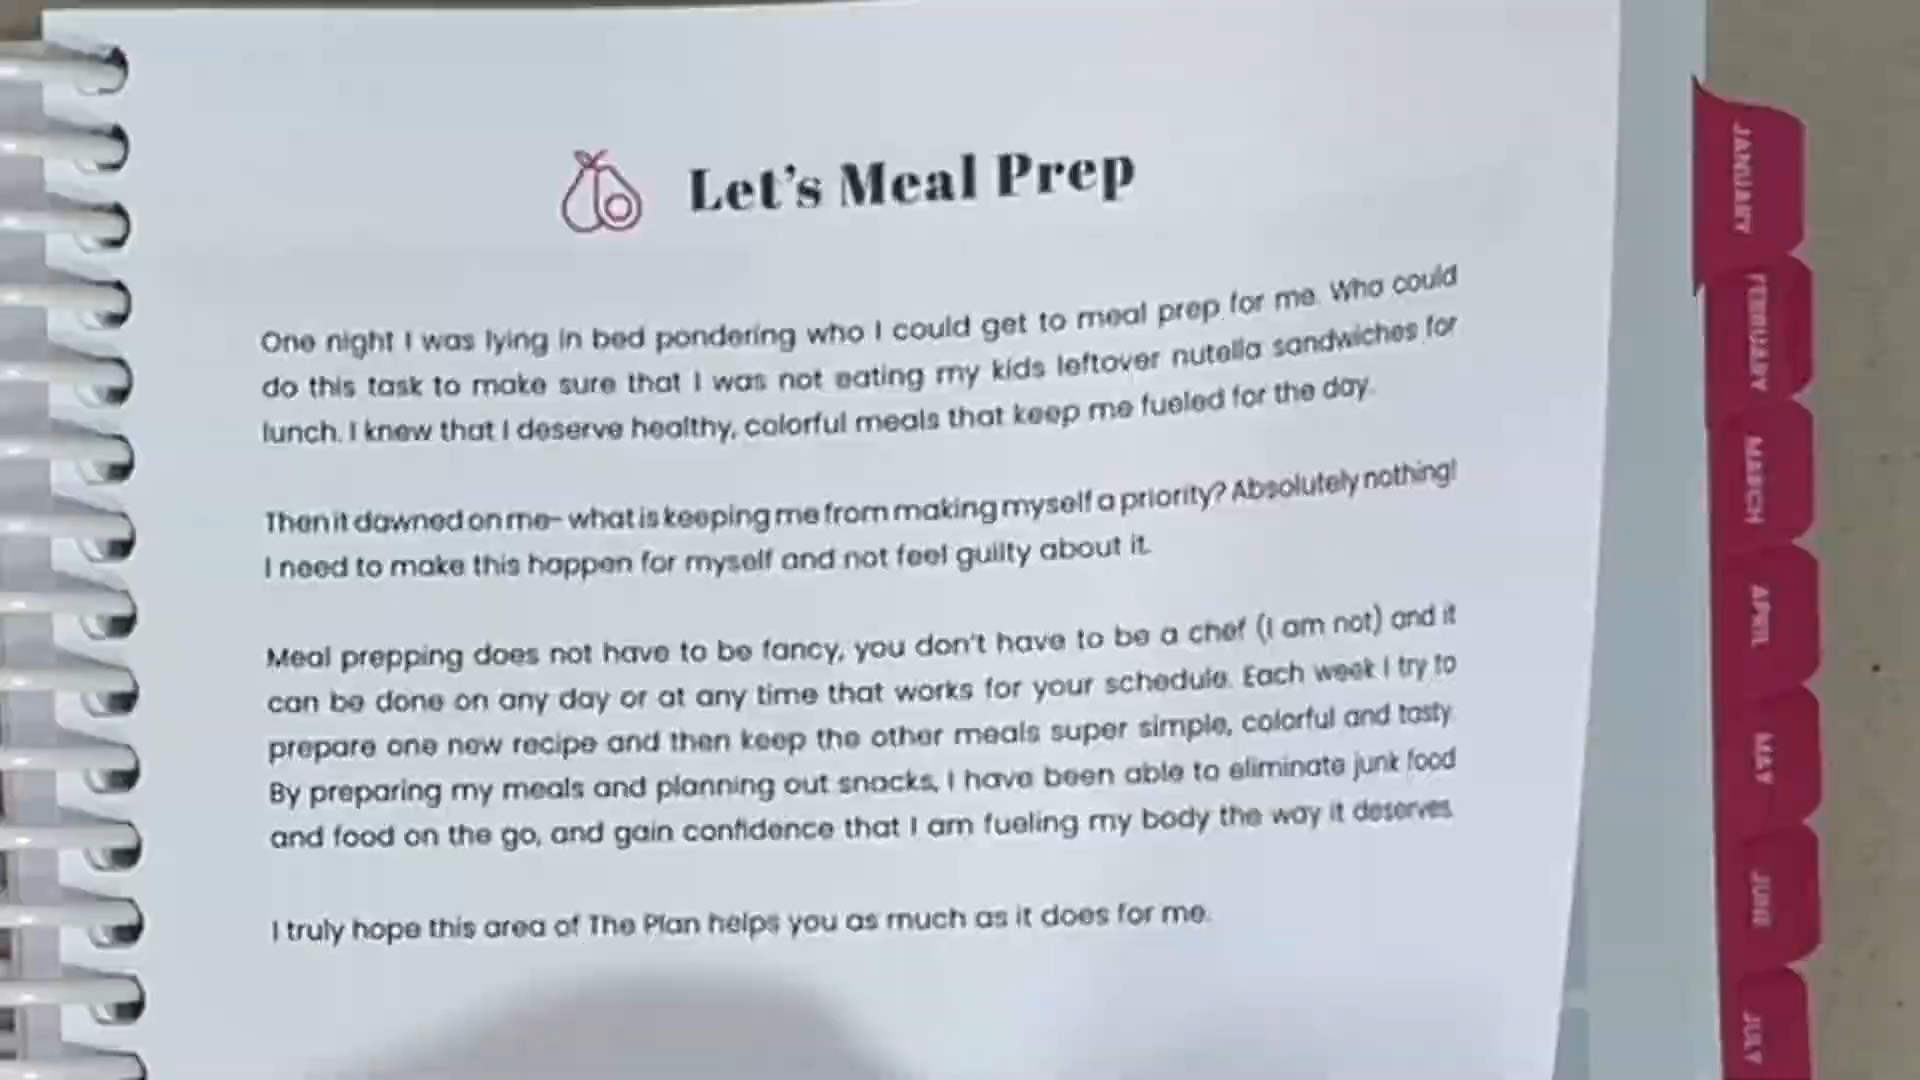 Let's Meal Prep
One night I was lying in bed pondering who I could get to meal prep for me. Who could
do this task to make sure that I was not eating my kids leftover nutella sandwiches for
lunch. I knew that I deserve healthy, colorful meals that keep me fueled for the day.
Then it dawned on me- what is keeping me from making myself a priority? Absolutely nothing!
I need to make this happen for myself and not feel guilty about it.
Meal prepping does not have to be fancy, you don't have to be a chef (I am not) and it
can be done on any day or at any time that works for your schedule. Each week I try to
prepare one new recipe and then keep the other meals super simple, colorful and tasty.
By preparing my meals and planning out snacks, I have been able to eliminate junk food
and food on the go, and gain confidence that I am fueling my body the way it deserves.
I truly hope this area of The Plan helps you as much as it does for me.
JANUARY
FEBRUARY
MARCH
APRIL
MAY
JUNE
JULY